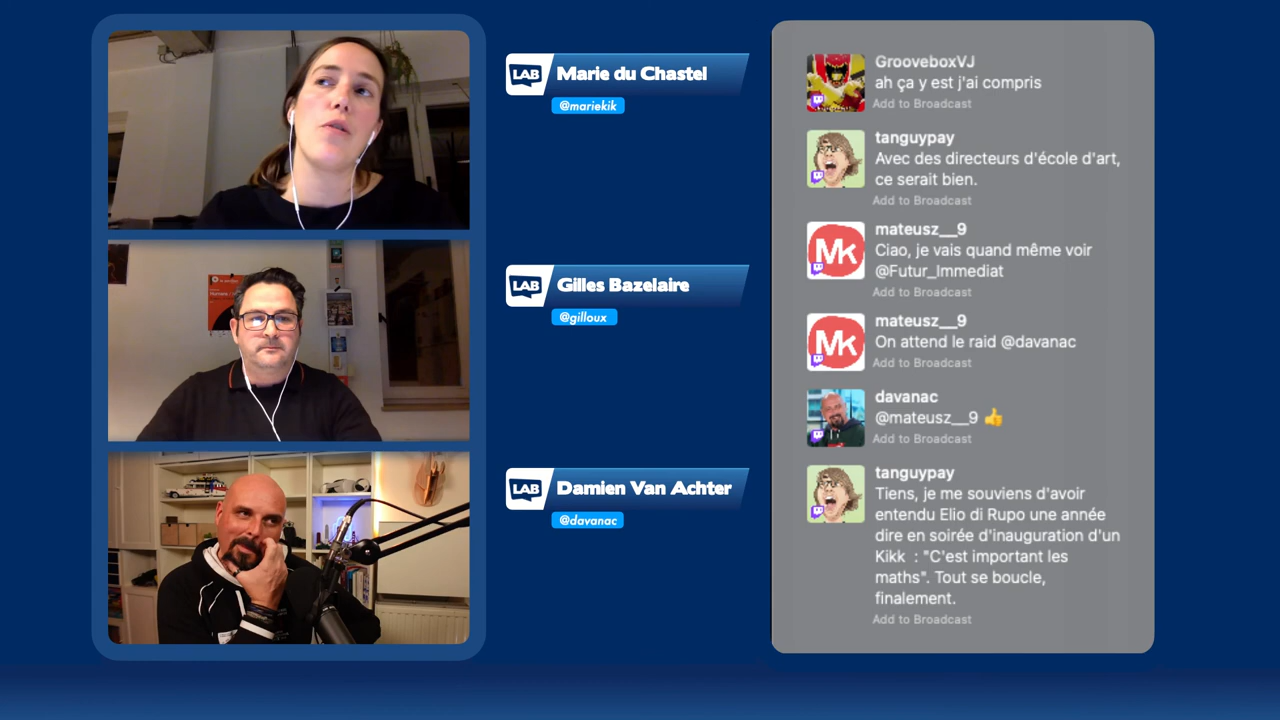 LAB
Marie du Chastel
@mariekik
LAB
Gilles Bazelaire
@gilloux
LAB
Damien Van Achter
@davanac
GrooveboxVJ
ah ça y est j'ai compris
Add to Broadcast
tanguypay
Avec des directeurs d'école d'art,
ce serait bien.
Add to Broadcast
mateusz__9
Ciao, je vais quand même voir
@Futur_Immediat
Add to Broadcast
mateusz__9
On attend le raid @davanac
Add to Broadcast
davanac
@mateusz__9 👍
Add to Broadcast
tanguypay
Tiens, je me souviens d'avoir
entendu Elio di Rupo une année
dire en soirée d'inauguration d'un
Kikk : "C'est important les
maths". Tout se boucle,
finalement.
Add to Broadcast
Mk
Mk